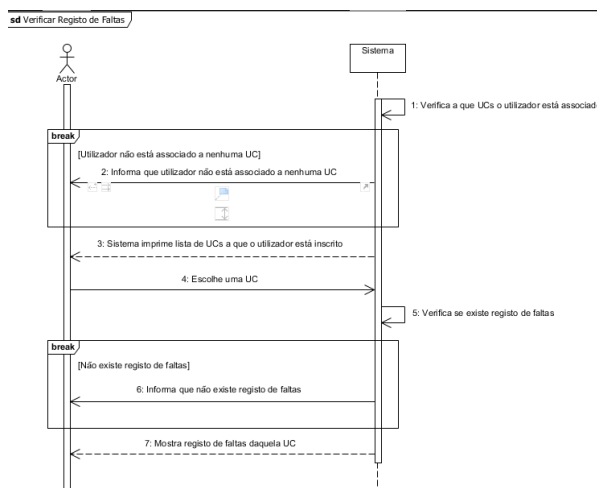 sd Verificar Registo de Faltas
Actor
Sistema
1: Verifica a que UCs o utilizador está associad
break
[Utilizador não está associado a nenhuma UC]
2: Informa que utilizador não está associado a nenhuma UC
3: Sistema imprime lista de UCs a que o utilizador está inscrito
4: Escolhe uma UC
5: Verifica se existe registo de faltas
break
[Não existe registo de faltas]
6: Informa que não existe registo de faltas
7: Mostra registo de faltas daquela UC